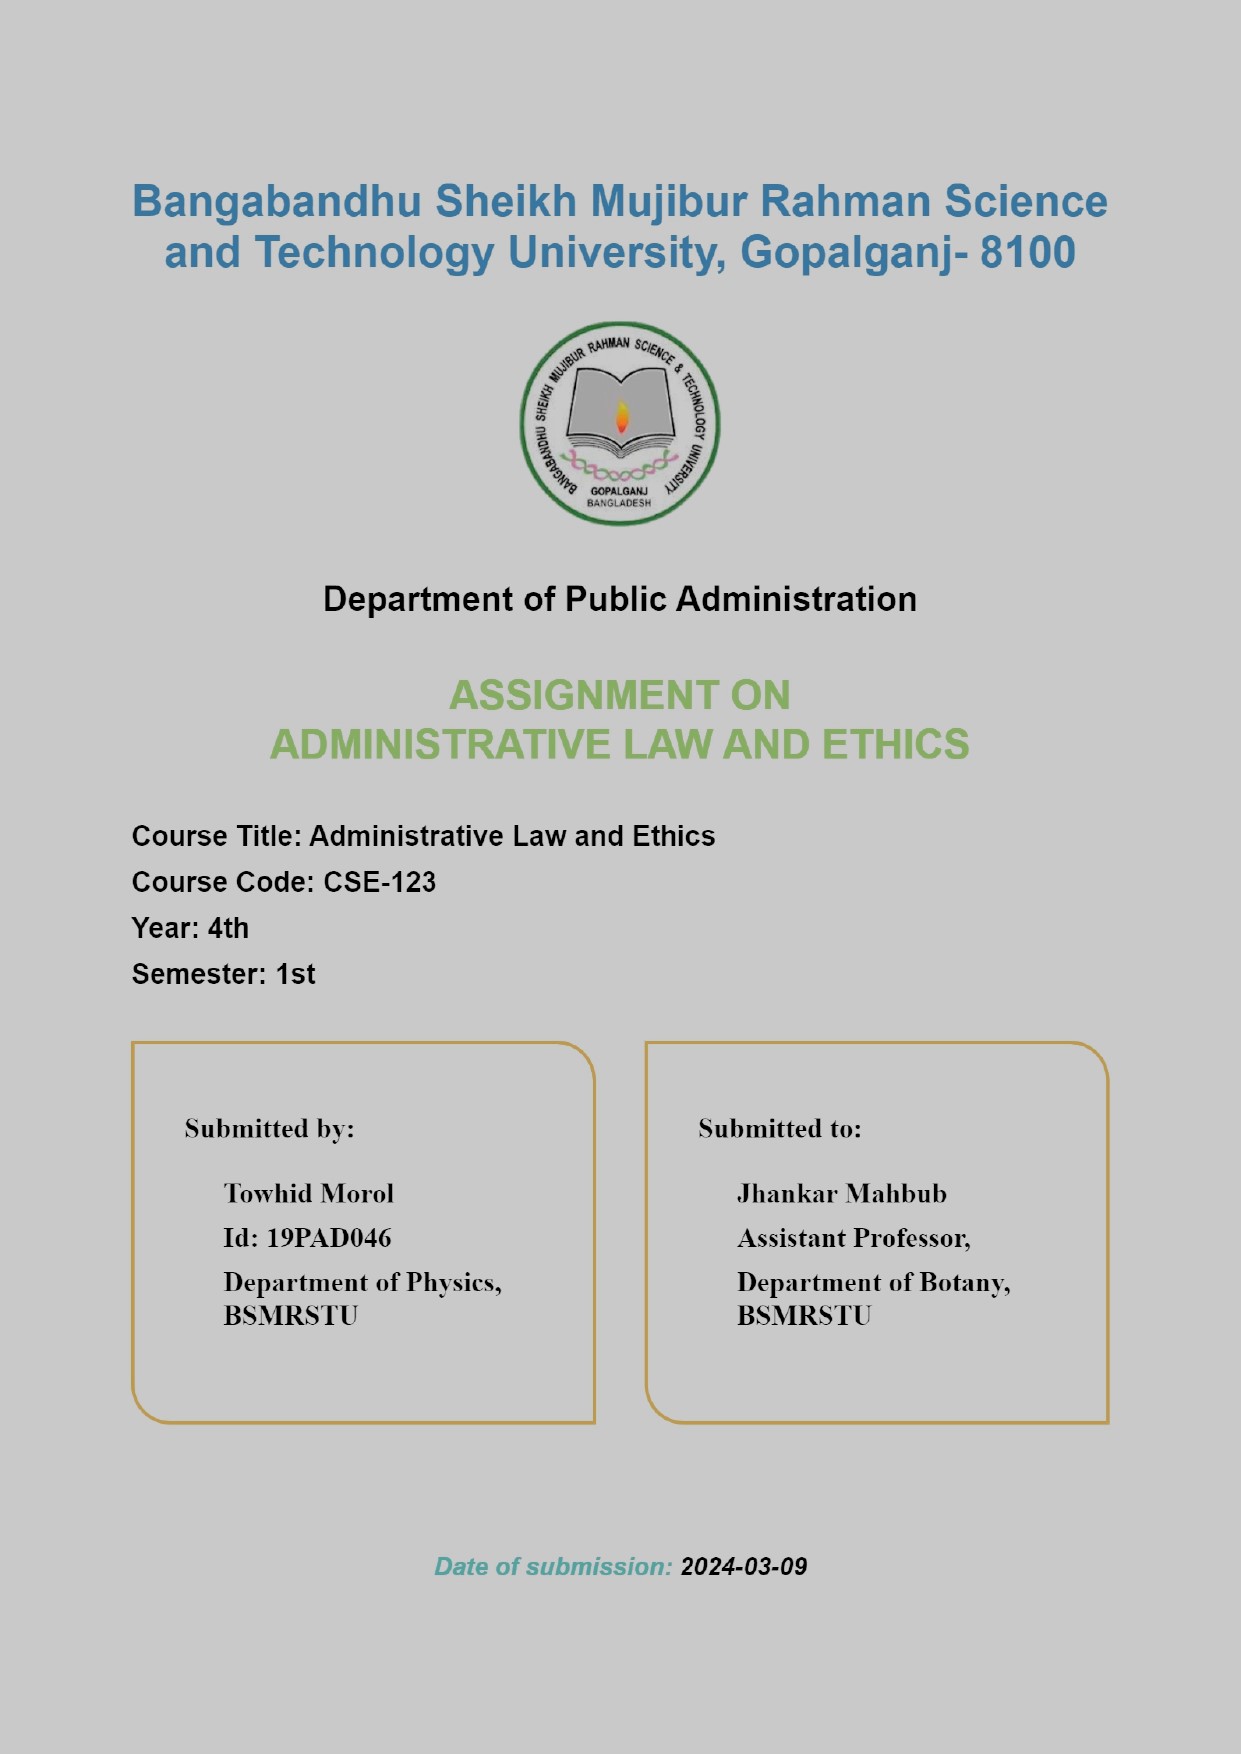 Bangabandhu Sheikh Mujibur Rahman Science
and Technology University, Gopalganj- 8100
BANGABANDHU SHEIKH MUJIBUR RAHMAN SCIENCE & TECHNOLOGY UNIVERSITY
GOPALGANJ
BANGLADESH
Department of Public Administration
ASSIGNMENT ON
ADMINISTRATIVE LAW AND ETHICS
Course Title: Administrative Law and Ethics
Course Code: CSE-123
Year: 4th
Semester: 1st
Submitted by:
Towhid Morol
Id: 19PAD046
Department of Physics,
BSMRSTU
Submitted to:
Jhankar Mahbub
Assistant Professor,
Department of Botany,
BSMRSTU
Date of submission: 2024-03-09